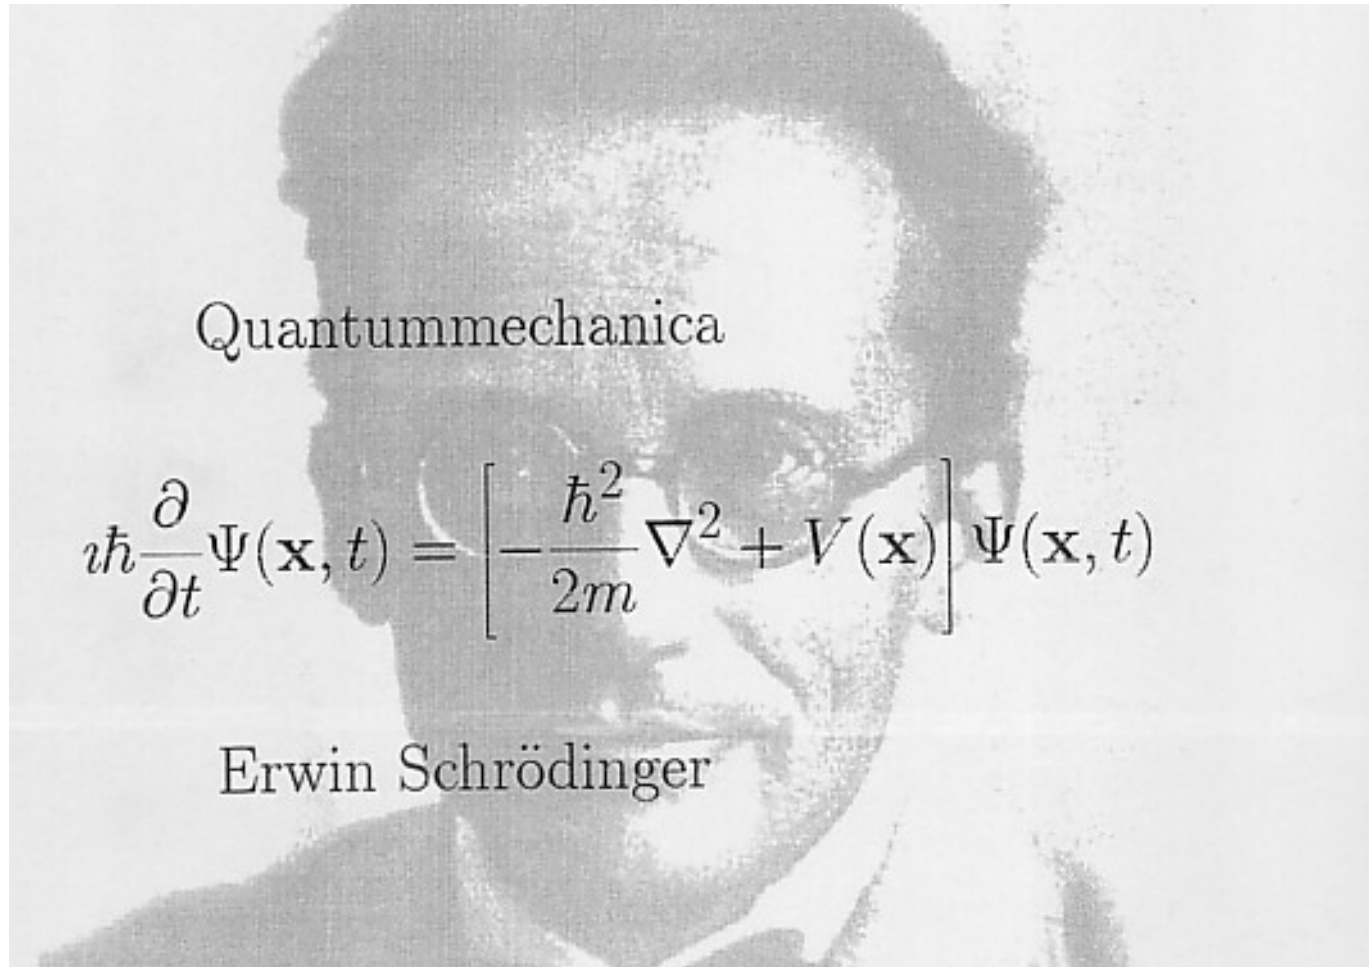 Quantummechanica
ıħ ∂/∂t Ψ(x, t) = [−ħ²/2m ∇² + V(x)] Ψ(x, t)
Erwin Schrödinger